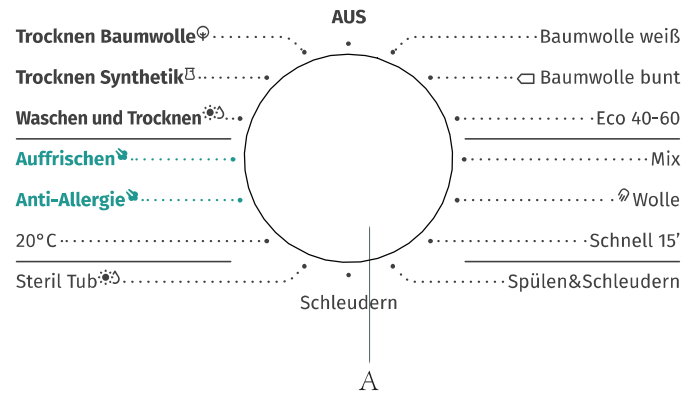 AUS
Trocknen Baumwolle
Baumwolle weiß
Trocknen Synthetik
Baumwolle bunt
Waschen und Trocknen
Eco 40-60
Auffrischen
Mix
Anti-Allergie
Wolle
20°C
Schnell 15’
Steril Tub
Spülen&Schleudern
Schleudern
A